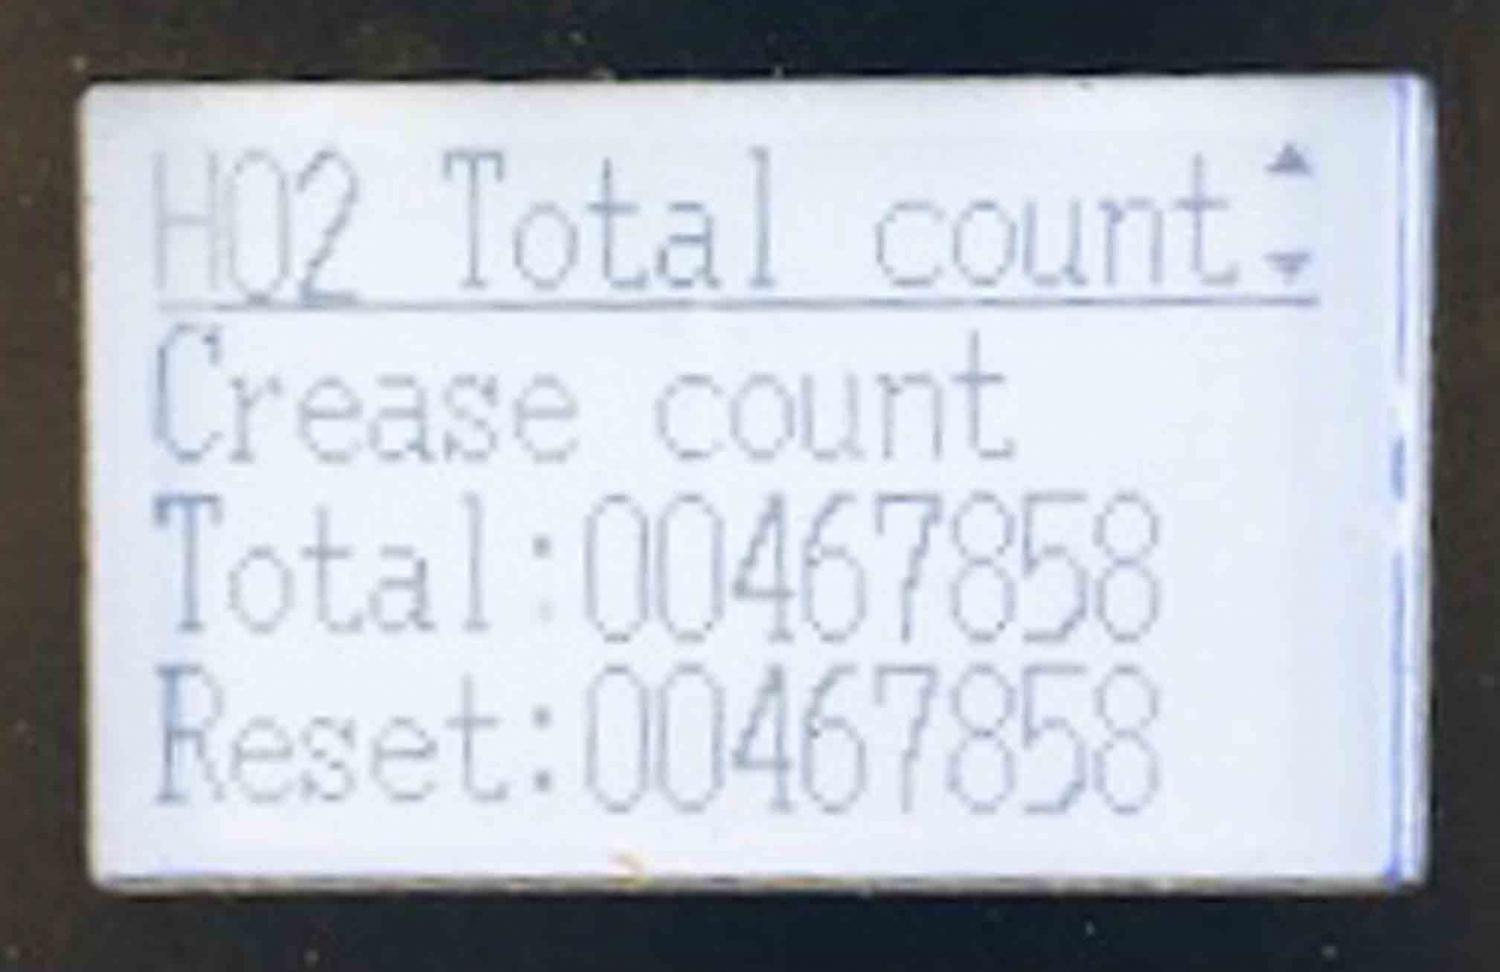 H02 Total count
Crease count
Total:00467858
Reset:00467858